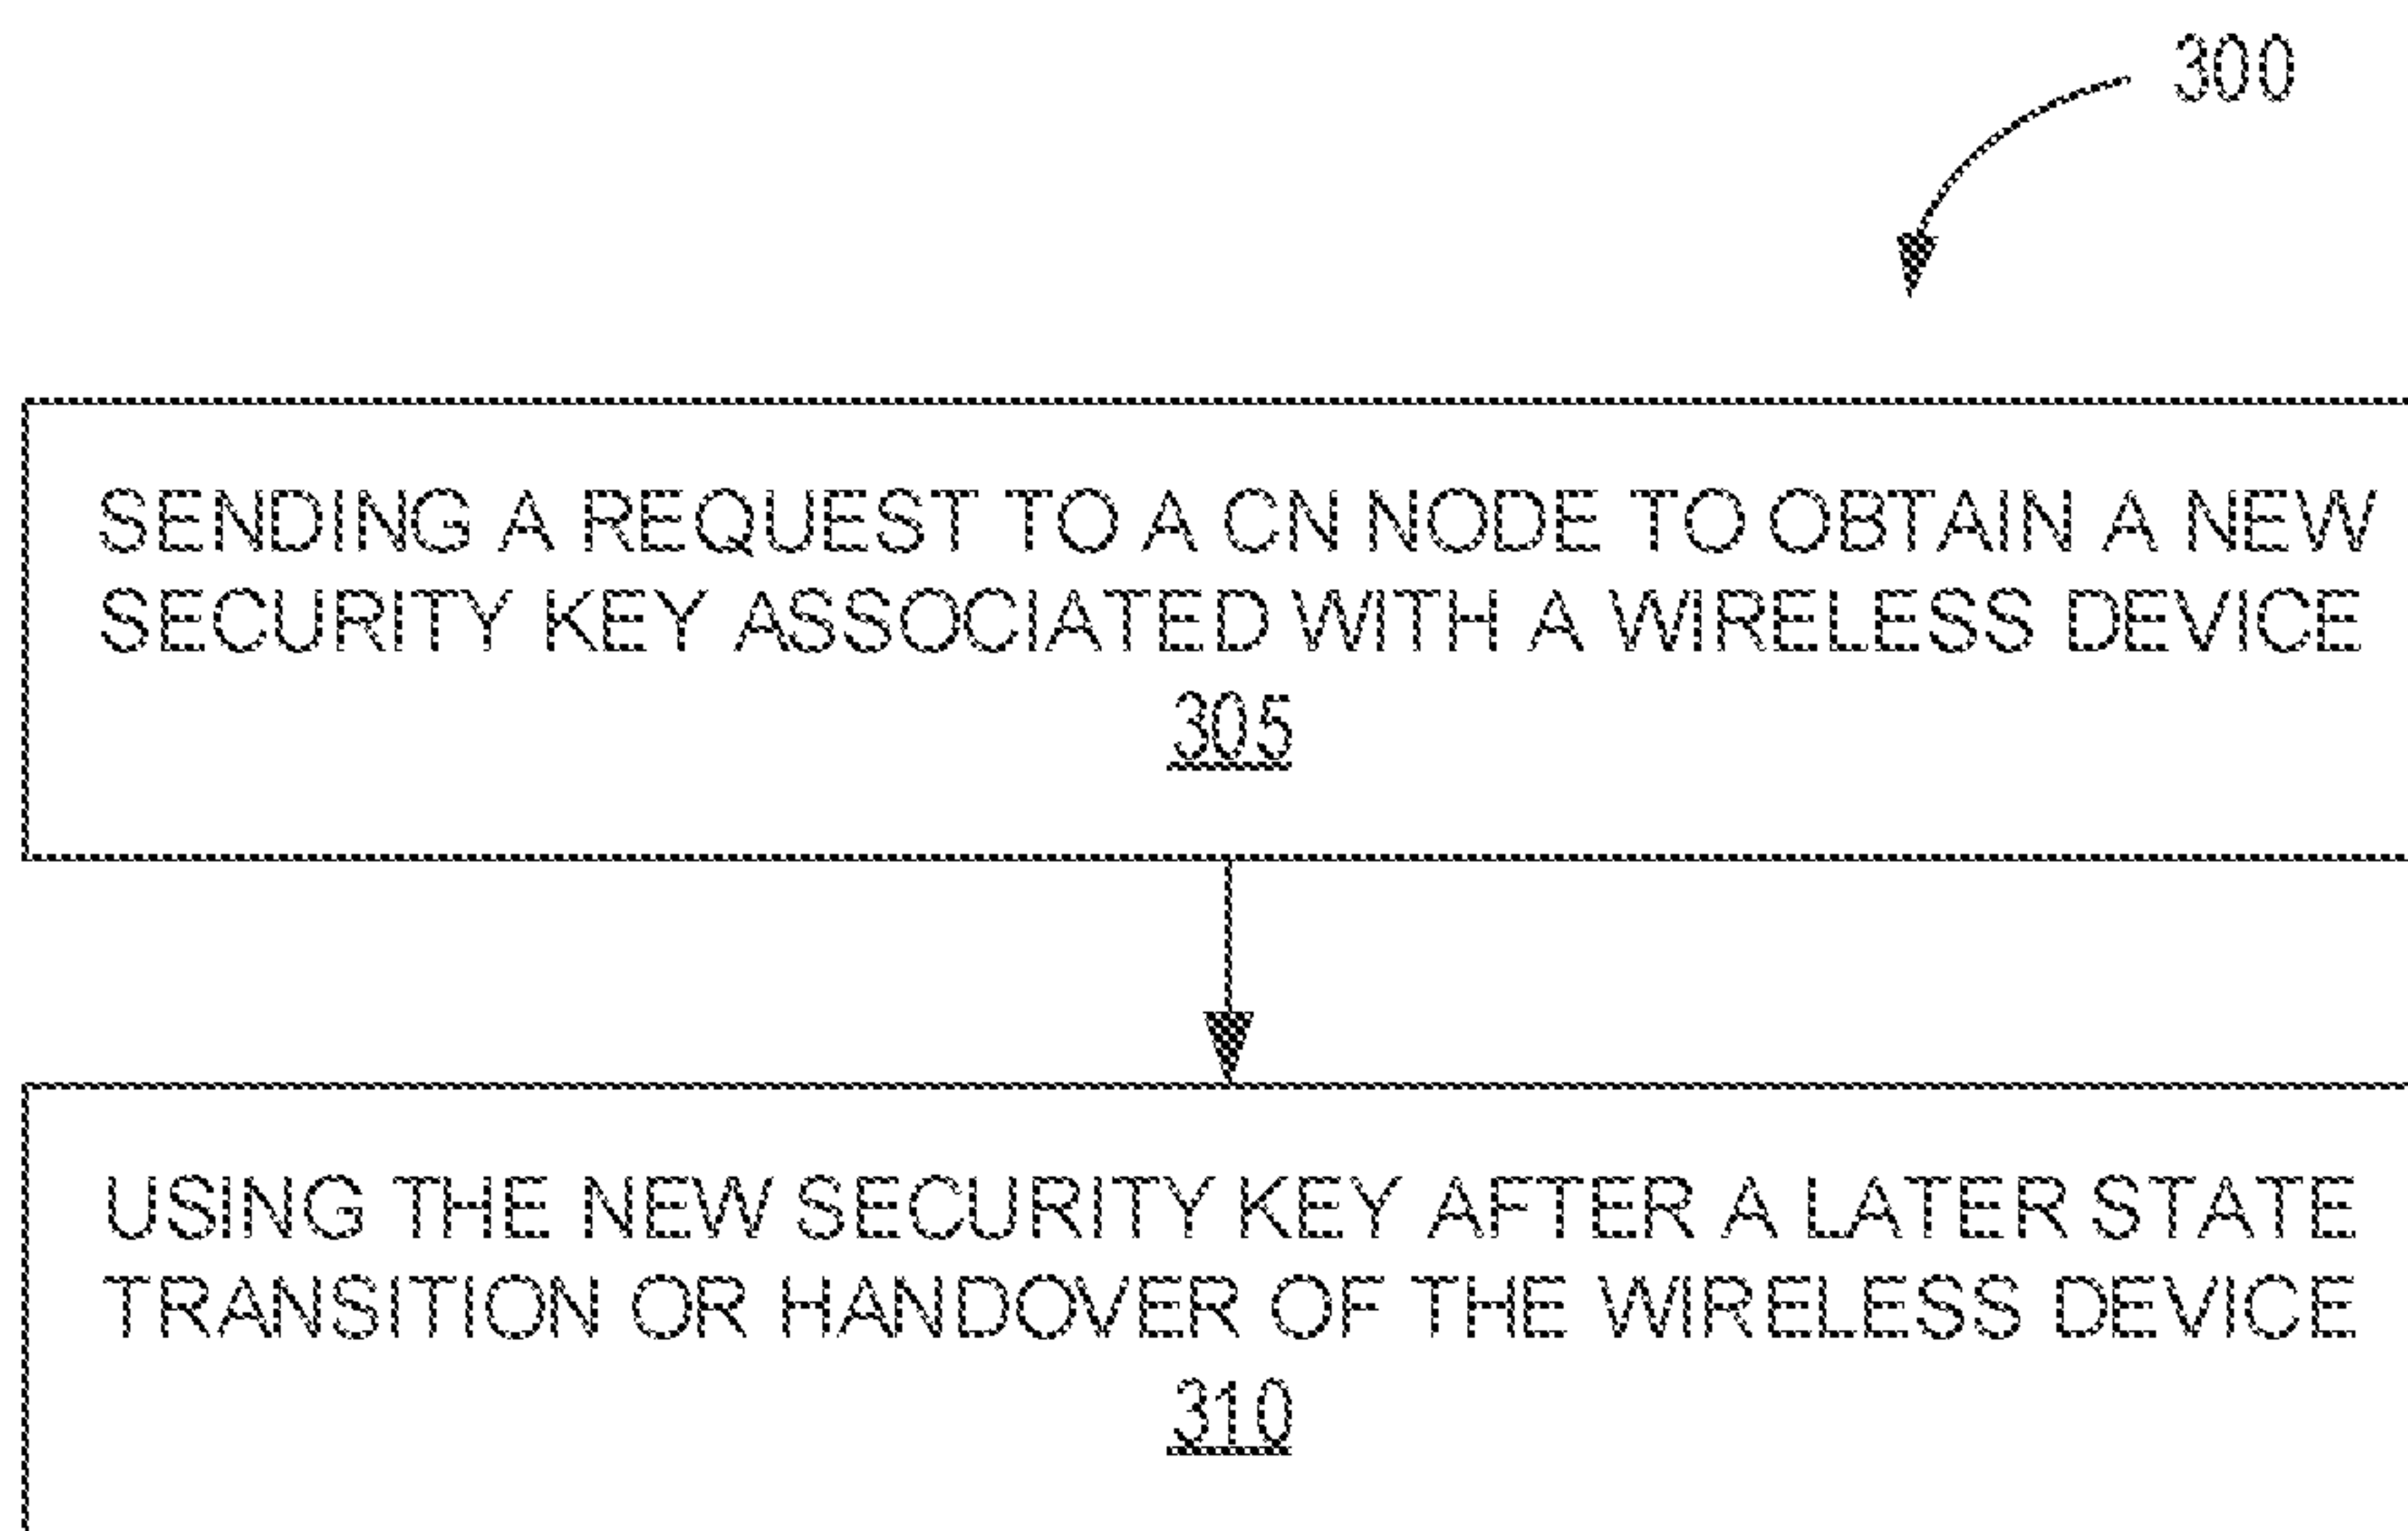 300
SENDING A REQUEST TO A CN NODE TO OBTAIN A NEW
SECURITY KEY ASSOCIATED WITH A WIRELESS DEVICE
305
USING THE NEW SECURITY KEY AFTER A LATER STATE
TRANSITION OR HANDOVER OF THE WIRELESS DEVICE
310